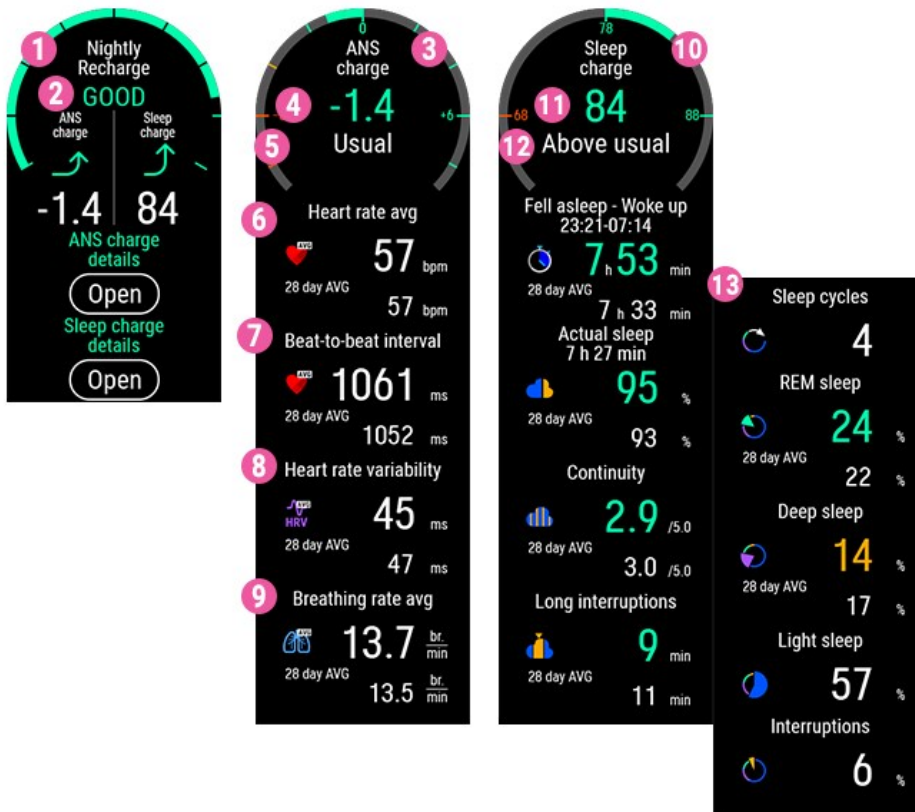 1
Nightly
Recharge
2
GOOD
ANS
charge
Sleep
charge
-1.4
84
ANS charge
details
Open
Sleep charge
details
Open
0
3
ANS
charge
4
-1.4
+6
5
Usual
6
Heart rate avg
AVG
57 bpm
28 day AVG
57 bpm
7
Beat-to-beat interval
AVG
1061 ms
28 day AVG
1052 ms
8
Heart rate variability
AVG
HRV
45 ms
28 day AVG
47 ms
9
Breathing rate avg
AVG
13.7 br.
min
28 day AVG
13.5 br.
min
78
10
Sleep
charge
68
11
84
88
12
Above usual
Fell asleep - Woke up
23:21-07:14
7 h 53 min
28 day AVG
7 h 33 min
Actual sleep
7 h 27 min
95 %
28 day AVG
93 %
Continuity
2.9 /5.0
28 day AVG
3.0 /5.0
Long interruptions
9 min
28 day AVG
11 min
13
Sleep cycles
4
REM sleep
24 %
28 day AVG
22 %
Deep sleep
14 %
28 day AVG
17 %
Light sleep
57 %
Interruptions
6 %